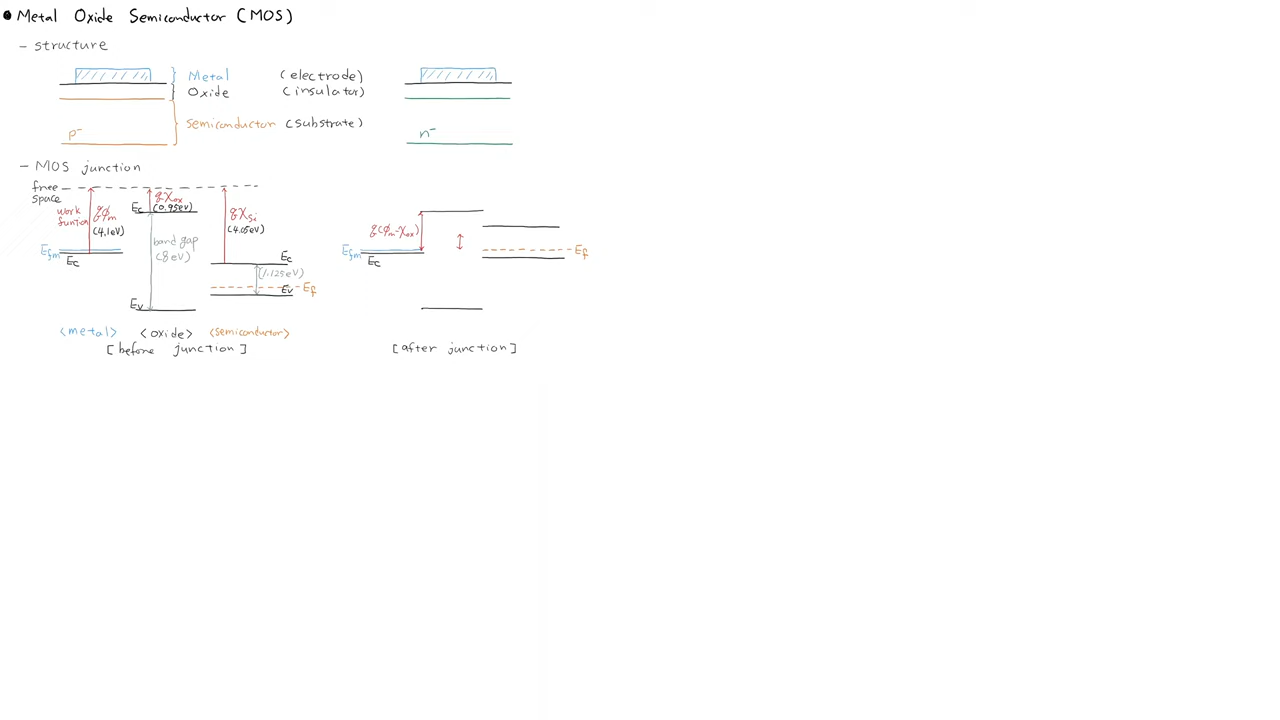 ● Metal Oxide Semiconductor (MOS)
- structure
Metal (electrode)
Oxide (insulator)
semiconductor (substrate)
p⁻
n⁻
- MOS junction
free space
work funtion
qϕm
(4.1eV)
Ec
qχox
(0.95eV)
qχSi
(4.05eV)
Efm
Ec
band gap
(8eV)
Ec
(1.125eV)
Ev
Ef
Ev
<metal> <oxide> <semiconductor>
[before junction]
q(ϕm-χox)
Efm
Ec
Ef
[after junction]